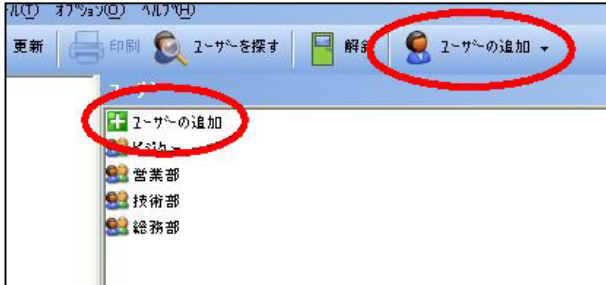 ﾙ(T) ｵﾌﾟｼｮﾝ(O) ﾍﾙﾌﾟ(H)
更新 印刷 ﾕｰｻﾞｰを探す 解錠 ﾕｰｻﾞｰの追加
ﾕｰｻﾞｰの追加
営業部
技術部
総務部